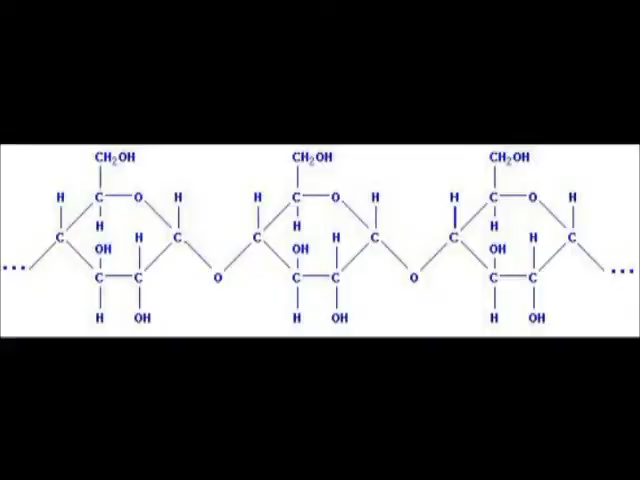 CH₂OH CH₂OH CH₂OH
H C O H H C O H H C O H
H H H
C OH H C C OH H C C OH H C
... C C O C C O C C ...
H OH H OH H OH